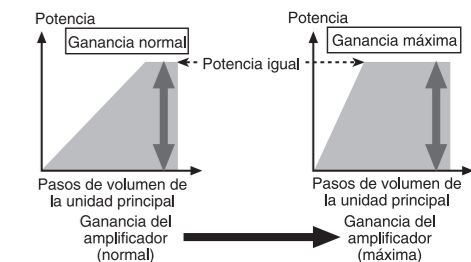 Potencia
Ganancia normal
Potencia igual
Pasos de volumen de
la unidad principal
Ganancia del
amplificador
(normal)
Potencia
Ganancia máxima
Pasos de volumen de
la unidad principal
Ganancia del
amplificador
(máxima)